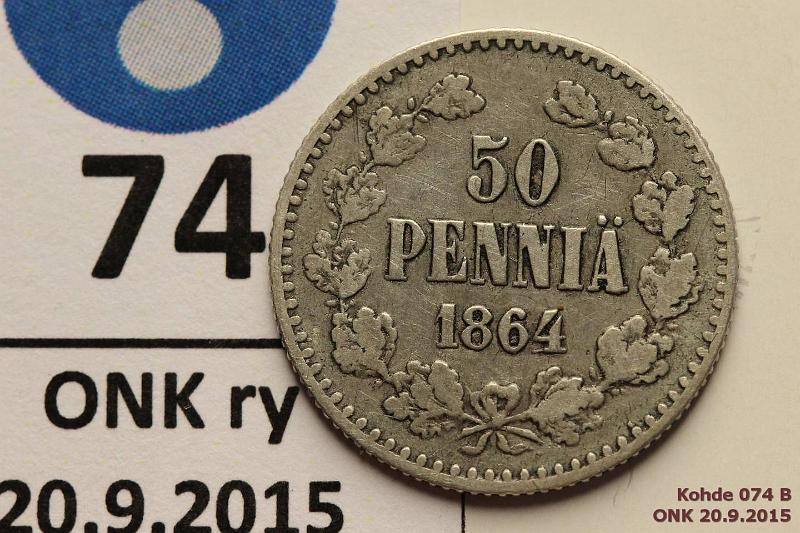 74
ONK ry
20.9.2015
50
PENNIÄ
1864
Kohde 074 B
ONK 20.9.2015